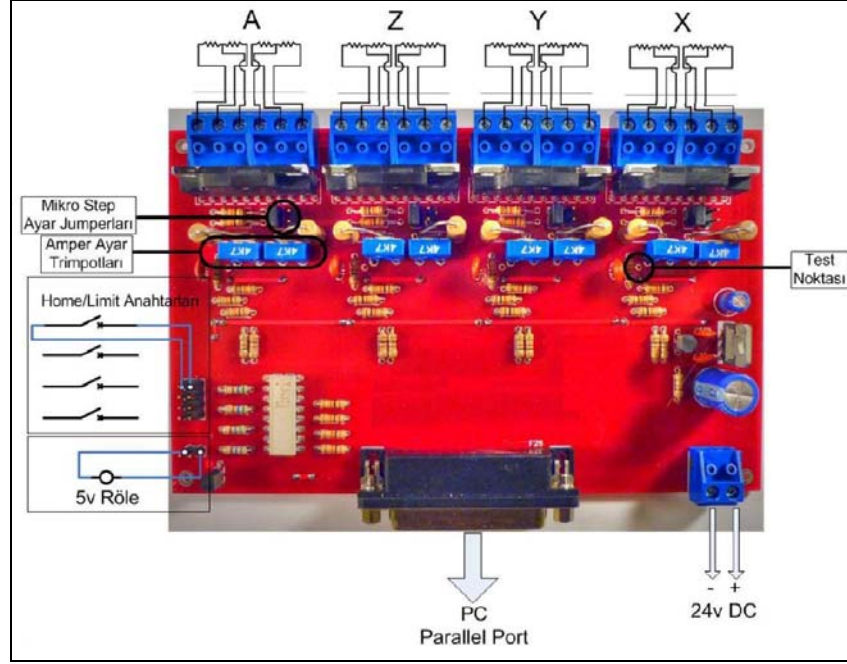 A Z Y X
Mikro Step
Ayar Jumperları
Amper Ayar
Trimpotları
4K7 4K7 4K7 4K7 4K7 4K7 4K7 4K7
Test
Noktası
Home/Limit Anahtarları
5v Röle
- +
24v DC
PC
Parallel Port